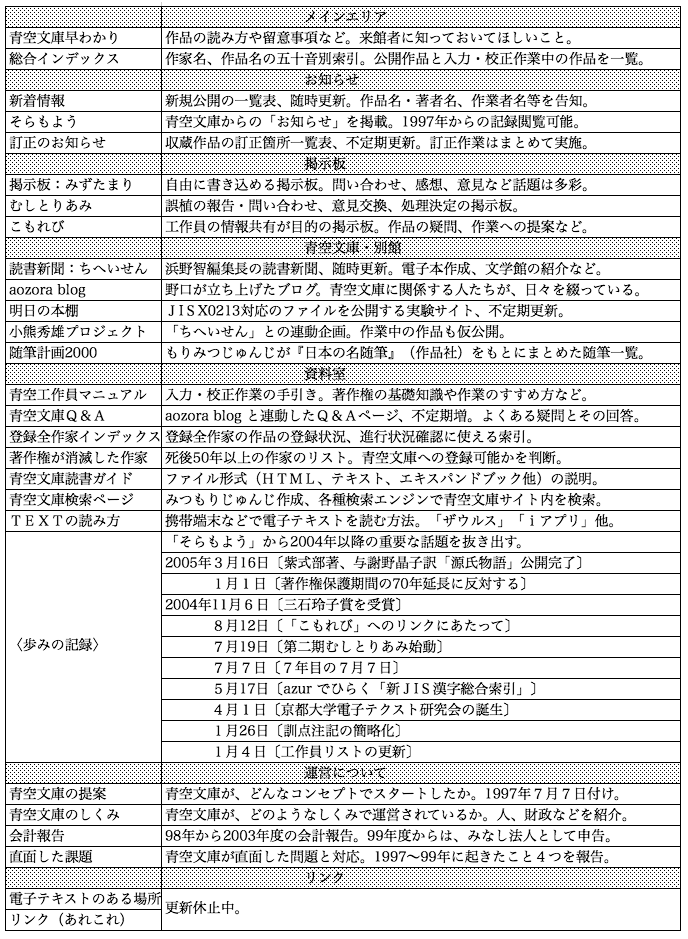 メインエリア
青空文庫早わかり 作品の読み方や留意事項など。来館者に知っておいてほしいこと。
総合インデックス 作家名、作品名の五十音別索引。公開作品と入力・校正作業中の作品を一覧。
お知らせ
新着情報 新規公開の一覧表、随時更新。作品名・著者名、作業者名等を告知。
そらもよう 青空文庫からの「お知らせ」を掲載。1997年からの記録閲覧可能。
訂正のお知らせ 収蔵作品の訂正箇所一覧表、不定期更新。訂正作業はまとめて実施。
掲示板
掲示板：みずたまり 自由に書き込める掲示板。問い合わせ、感想、意見など話題は多彩。
むしとりあみ 誤植の報告・問い合わせ、意見交換、処理決定の掲示板。
こもれび 工作員の情報共有が目的の掲示板。作品の疑問、作業への提案など。
青空文庫・別館
読書新聞：ちへいせん 浜野智編集長の読書新聞、随時更新。電子本作成、文学館の紹介など。
aozora blog 野口が立ち上げたブログ。青空文庫に関係する人たちが、日々を綴っている。
明日の本棚 ＪＩＳX0213対応のファイルを公開する実験サイト、不定期更新。
小熊秀雄プロジェクト 「ちへいせん」との連動企画。作業中の作品も仮公開。
随筆計画2000 もりみつじゅんじが『日本の名随筆』（作品社）をもとにまとめた随筆一覧。
資料室
青空工作員マニュアル 入力・校正作業の手引き。著作権の基礎知識や作業のすすめ方など。
青空文庫Ｑ＆Ａ aozora blog と連動したＱ＆Ａページ、不定期増。よくある疑問とその回答。
登録全作家インデックス 登録全作家の作品の登録状況、進行状況確認に使える索引。
著作権が消滅した作家 死後50年以上の作家のリスト。青空文庫への登録可能かを判断。
青空文庫読書ガイド ファイル形式（ＨＴＭＬ、テキスト、エキスパンドブック他）の説明。
青空文庫検索ページ みつもりじゅんじ作成、各種検索エンジンで青空文庫サイト内を検索。
ＴＥＸＴの読み方 携帯端末などで電子テキストを読む方法。「ザウルス」「ｉアプリ」他。
〈歩みの記録〉 「そらもよう」から2004年以降の重要な話題を抜き出す。
2005年３月16日〔紫式部著、与謝野晶子訳「源氏物語」公開完了〕
１月１日〔著作権保護期間の70年延長に反対する〕
2004年11月６日〔三石玲子賞を受賞〕
８月12日〔「こもれび」へのリンクにあたって〕
７月19日〔第二期むしとりあみ始動〕
７月７日〔７年目の７月７日〕
５月17日〔azur でひらく「新ＪＩＳ漢字総合索引」〕
４月１日〔京都大学電子テクスト研究会の誕生〕
１月26日〔訓点注記の簡略化〕
１月４日〔工作員リストの更新〕
運営について
青空文庫の提案 青空文庫が、どんなコンセプトでスタートしたか。1997年７月７日付け。
青空文庫のしくみ 青空文庫が、どのようなしくみで運営されているか。人、財政などを紹介。
会計報告 98年から2003年度の会計報告。99年度からは、みなし法人として申告。
直面した課題 青空文庫が直面した問題と対応。1997〜99年に起きたこと４つを報告。
リンク
電子テキストのある場所 更新休止中。
リンク（あれこれ）